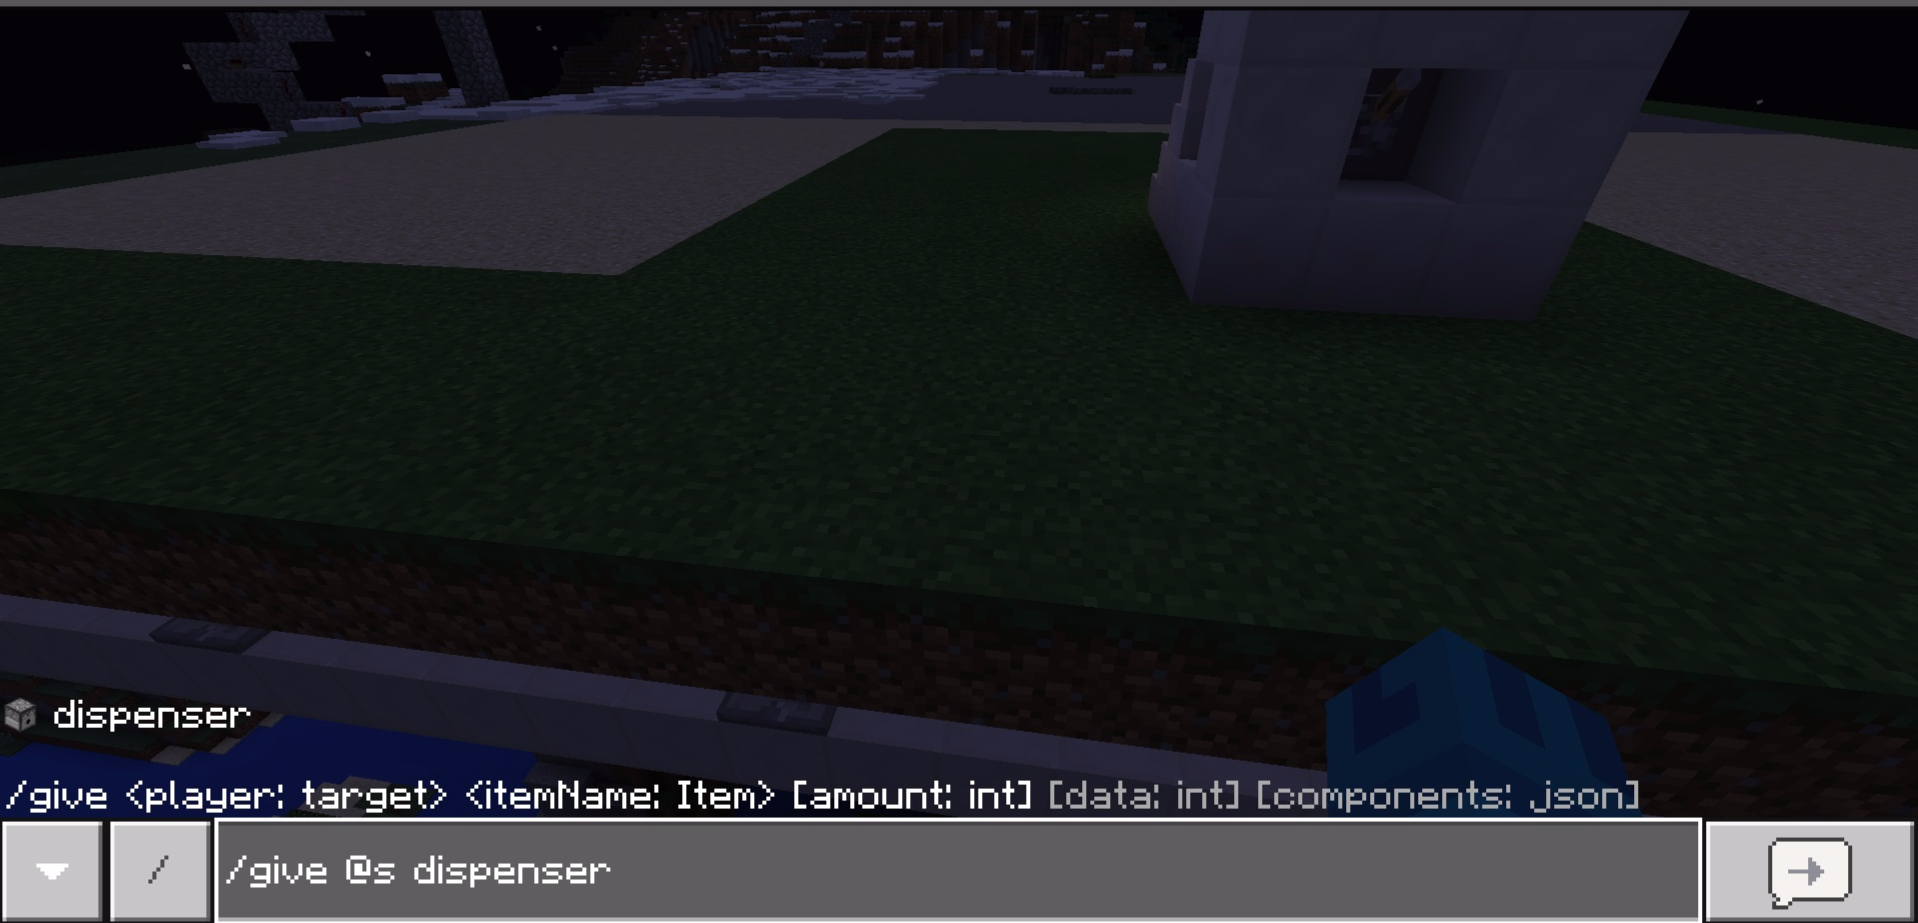 dispenser
/give <player: target> <itemName: Item> [amount: int] [data: int] [components: json]
/
/give @s dispenser